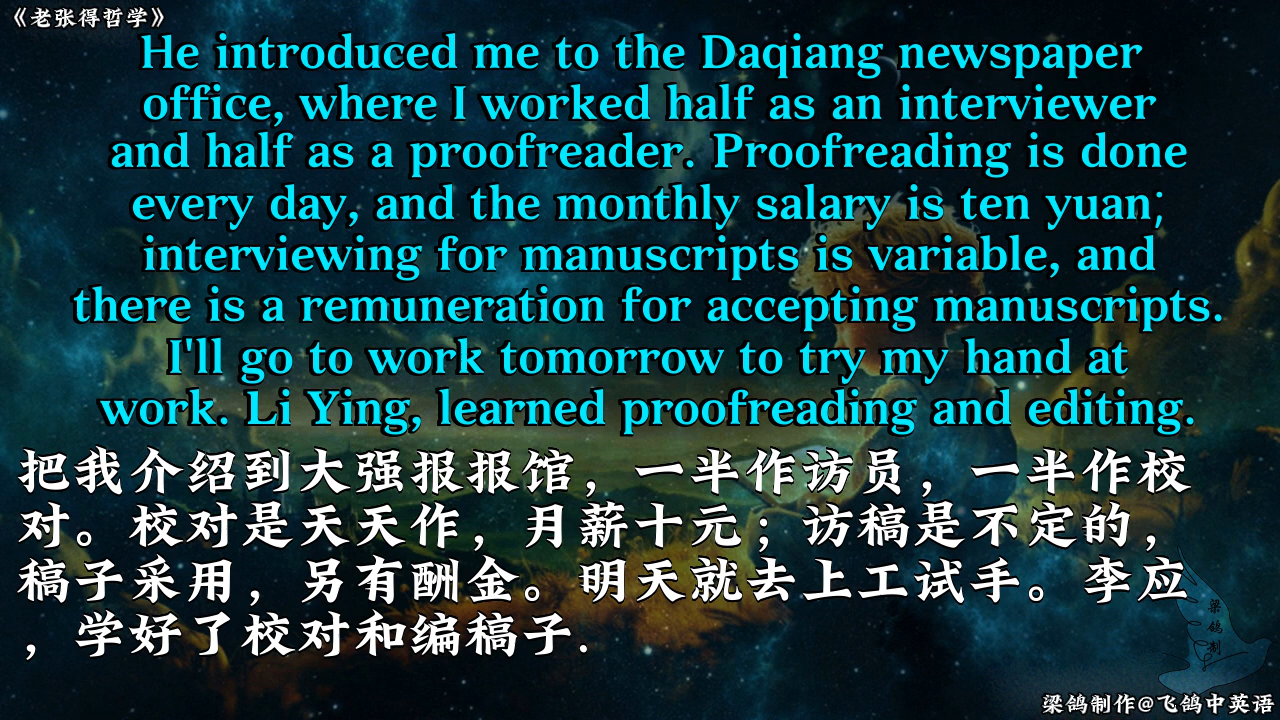 《老张得哲学》
He introduced me to the Daqiang newspaper
office, where I worked half as an interviewer
and half as a proofreader. Proofreading is done
every day, and the monthly salary is ten yuan;
interviewing for manuscripts is variable, and
there is a remuneration for accepting manuscripts.
I'll go to work tomorrow to try my hand at
work. Li Ying, learned proofreading and editing.
把我介绍到大强报报馆，一半作访员，一半作校
对。校对是天天作，月薪十元；访稿是不定的，
稿子采用，另有酬金。明天就去上工试手。李应
，学好了校对和编稿子.
梁鸽制
梁鸽制作@飞鸽中英语